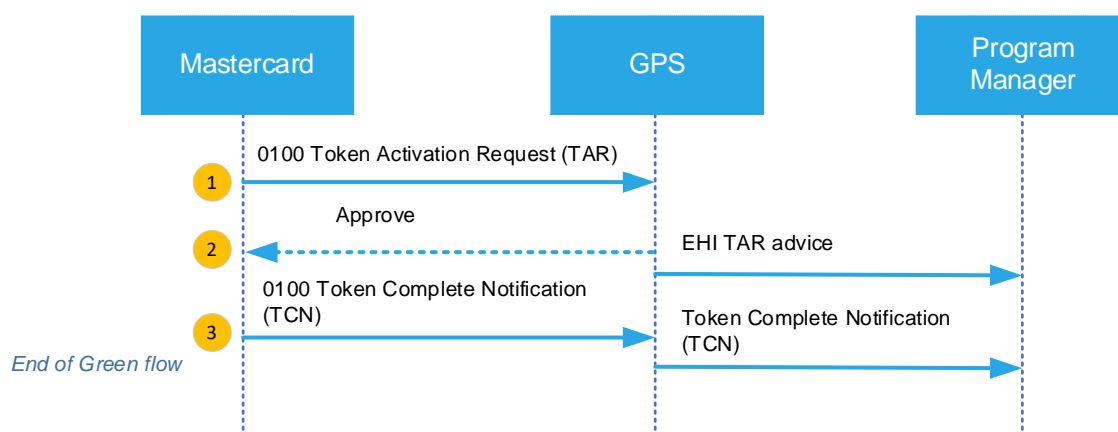 Mastercard
GPS
Program
Manager
0100 Token Activation Request (TAR)
1
Approve
2
EHI TAR advice
0100 Token Complete Notification
(TCN)
3
Token Complete Notification
(TCN)
End of Green flow